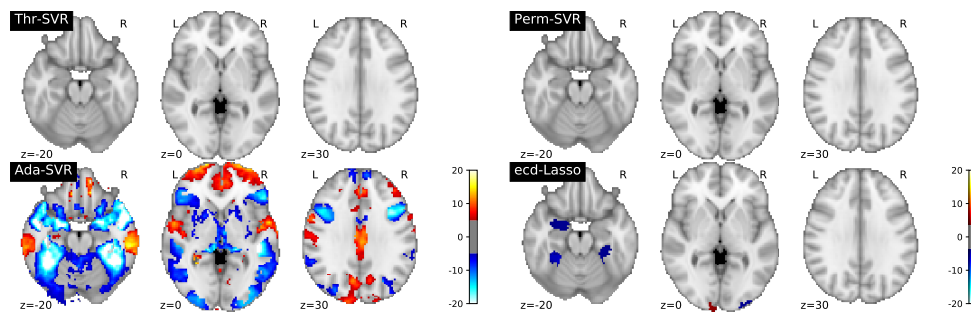 Thr-SVR
L R
R
L R
z=-20
z=0
z=30
Perm-SVR
L R
R
L R
z=-20
z=0
z=30
Ada-SVR
L R
R
L R
z=-20
z=0
z=30
20
10
0
-10
-20
ecd-Lasso
L R
R
L R
z=-20
z=0
z=30
20
10
0
-10
-20